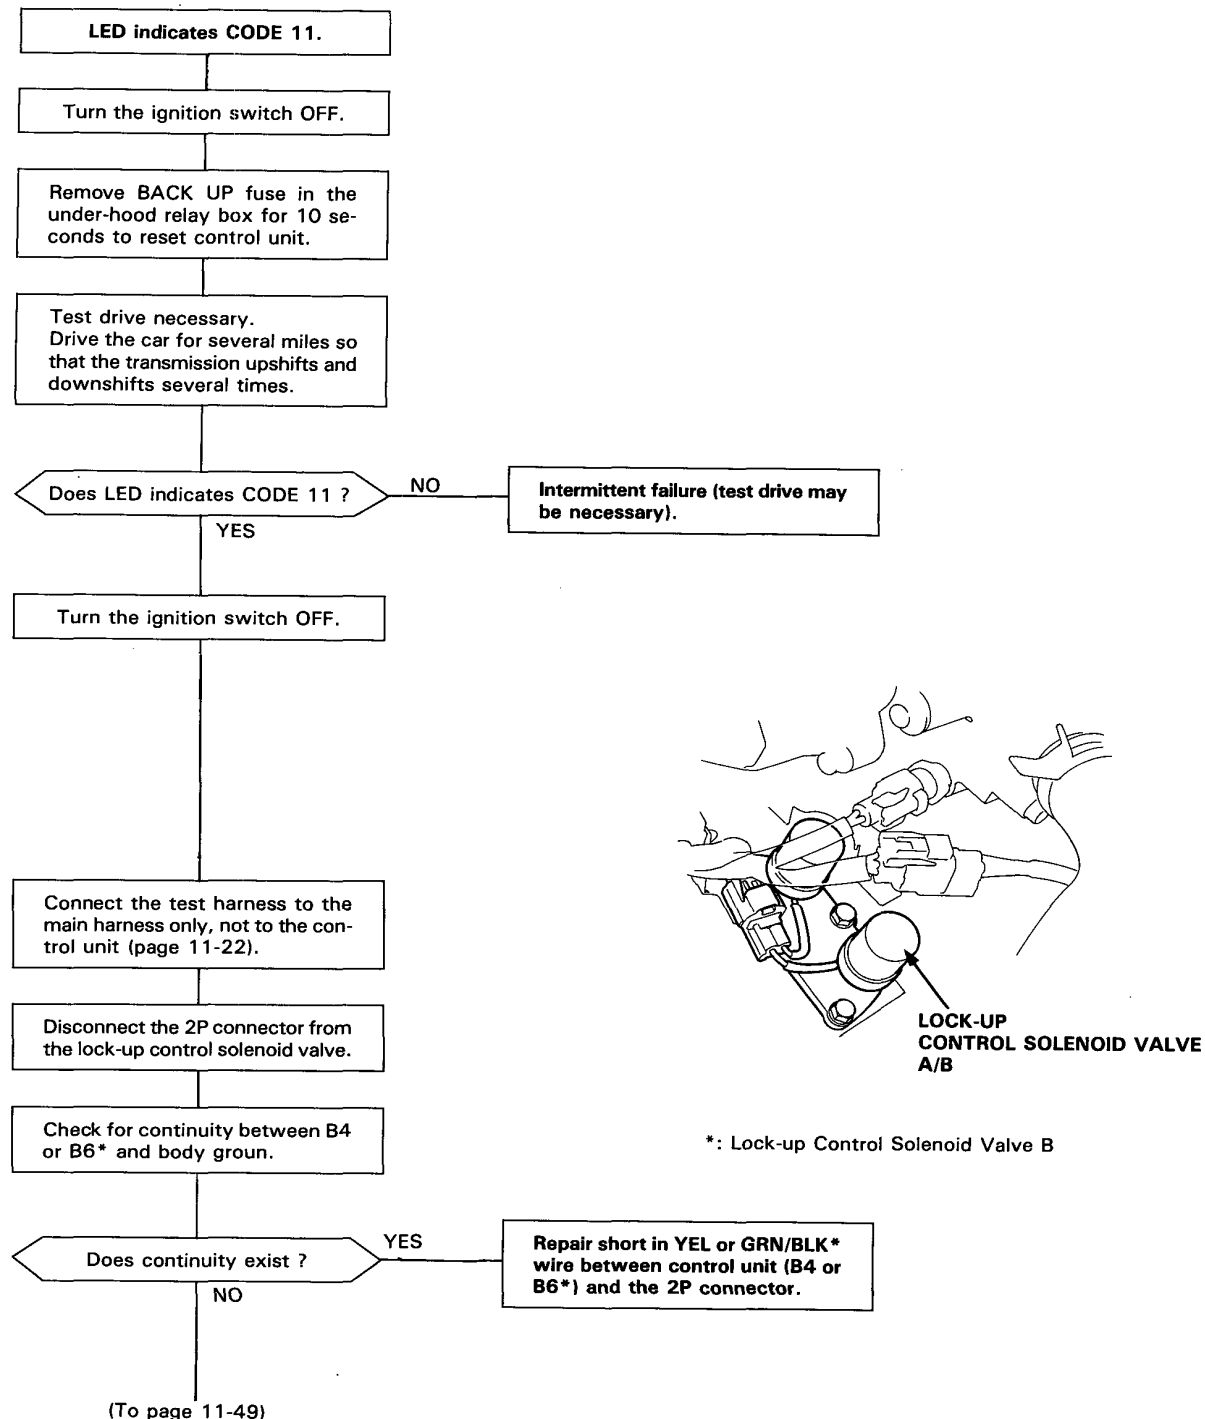 LED indicates CODE 11.
Turn the ignition switch OFF.
Remove BACK UP fuse in the
under-hood relay box for 10 se-
conds to reset control unit.
Test drive necessary.
Drive the car for several miles so
that the transmission upshifts and
downshifts several times.
Does LED indicates CODE 11 ?
NO
Intermittent failure (test drive may
be necessary).
YES
Turn the ignition switch OFF.
Connect the test harness to the
main harness only, not to the con-
trol unit (page 11-22).
Disconnect the 2P connector from
the lock-up control solenoid valve.
LOCK-UP
CONTROL SOLENOID VALVE
A/B
Check for continuity between B4
or B6* and body groun.
*: Lock-up Control Solenoid Valve B
Does continuity exist ?
YES
Repair short in YEL or GRN/BLK*
wire between control unit (B4 or
B6*) and the 2P connector.
NO
(To page 11-49)